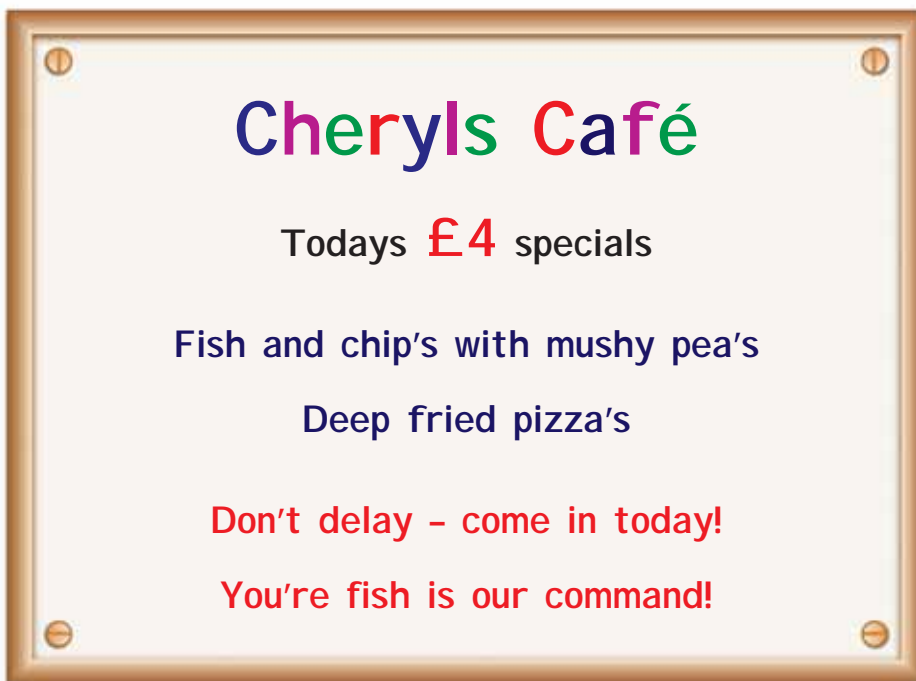 Cheryls Café
Todays £4 specials
Fish and chip's with mushy pea's
Deep fried pizza's
Don't delay – come in today!
You're fish is our command!